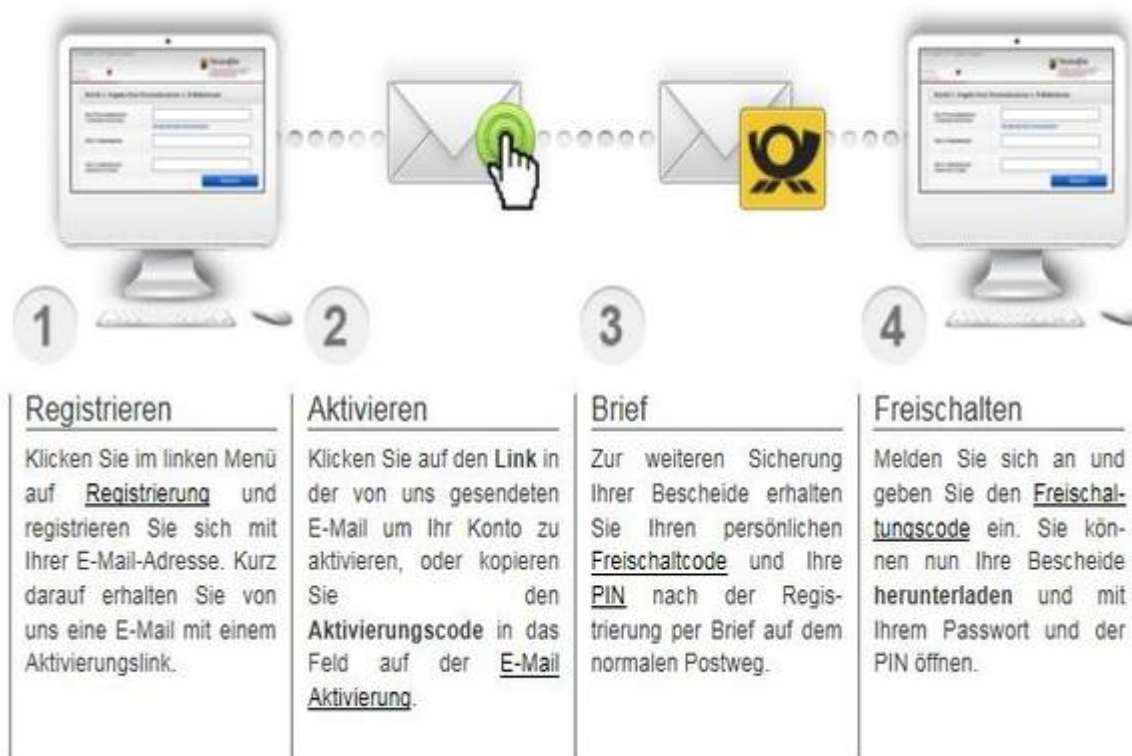 1
Registrieren
Klicken Sie im linken Menü
auf Registrierung und
registrieren Sie sich mit
Ihrer E-Mail-Adresse. Kurz
darauf erhalten Sie von
uns eine E-Mail mit einem
Aktivierungslink.
2
Aktivieren
Klicken Sie auf den Link in
der von uns gesendeten
E-Mail um Ihr Konto zu
aktivieren, oder kopieren
Sie den
Aktivierungscode in das
Feld auf der E-Mail
Aktivierung.
3
Brief
Zur weiteren Sicherung
Ihrer Bescheide erhalten
Sie Ihren persönlichen
Freischaltcode und Ihre
PIN nach der Regis-
trierung per Brief auf dem
normalen Postweg.
4
Freischalten
Melden Sie sich an und
geben Sie den Freischal-
tungscode ein. Sie kön-
nen nun Ihre Bescheide
herunterladen und mit
Ihrem Passwort und der
PIN öffnen.